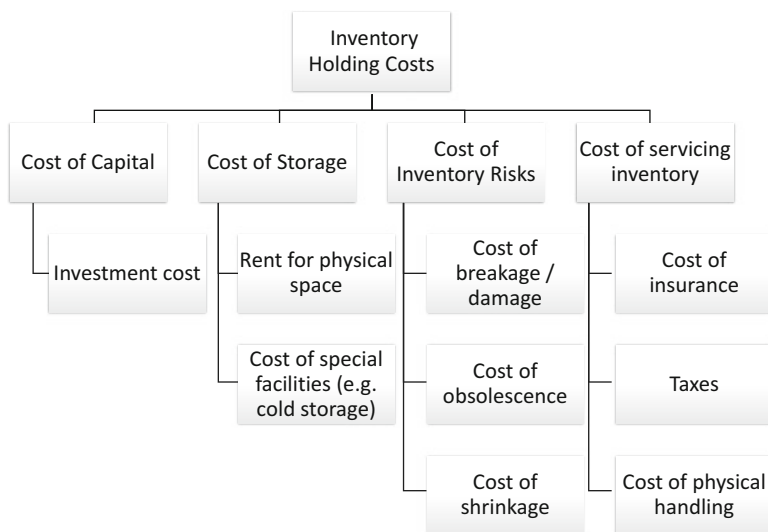 Inventory
Holding Costs
Cost of Capital
Cost of Storage
Cost of
Inventory Risks
Cost of servicing
inventory
Investment cost
Rent for physical
space
Cost of
breakage /
damage
Cost of
insurance
Cost of special
facilities (e.g.
cold storage)
Cost of
obsolescence
Taxes
Cost of
shrinkage
Cost of physical
handling